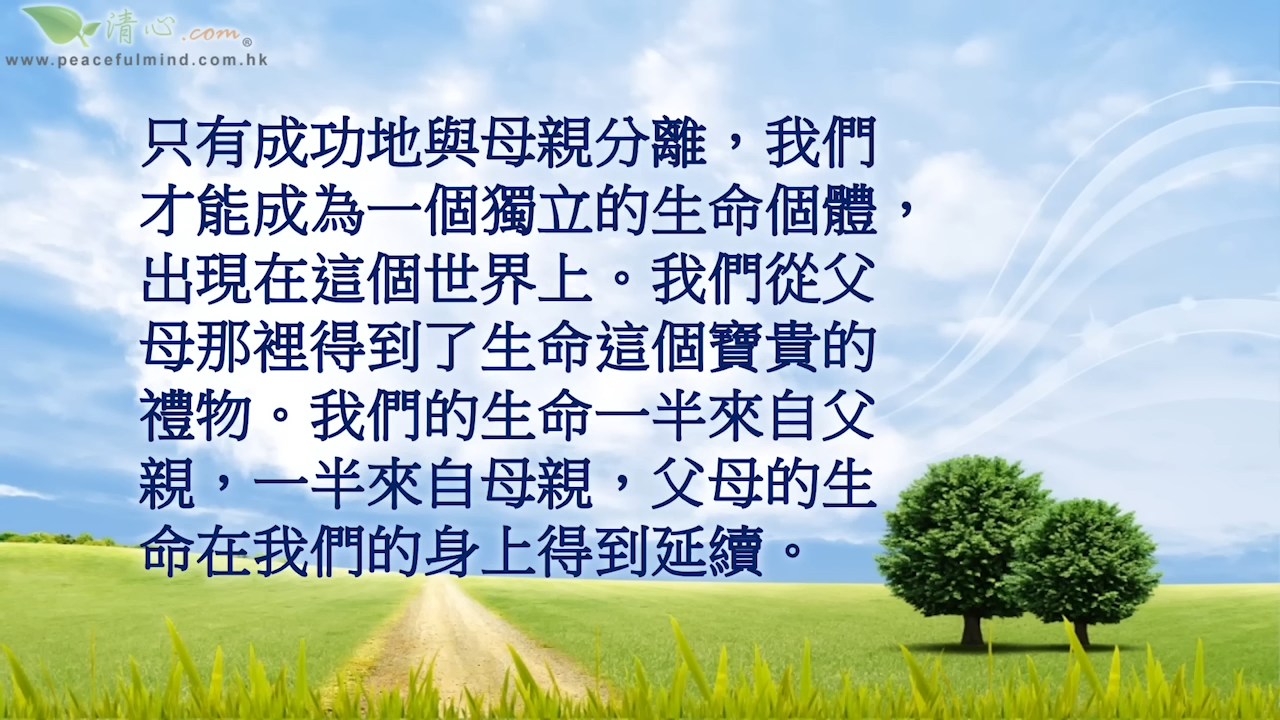 清心.com®
www.peacefulmind.com.hk
只有成功地與母親分離，我們
才能成為一個獨立的生命個體，
出現在這個世界上。我們從父
母那裡得到了生命這個寶貴的
禮物。我們的生命一半來自父
親，一半來自母親，父母的生
命在我們的身上得到延續。